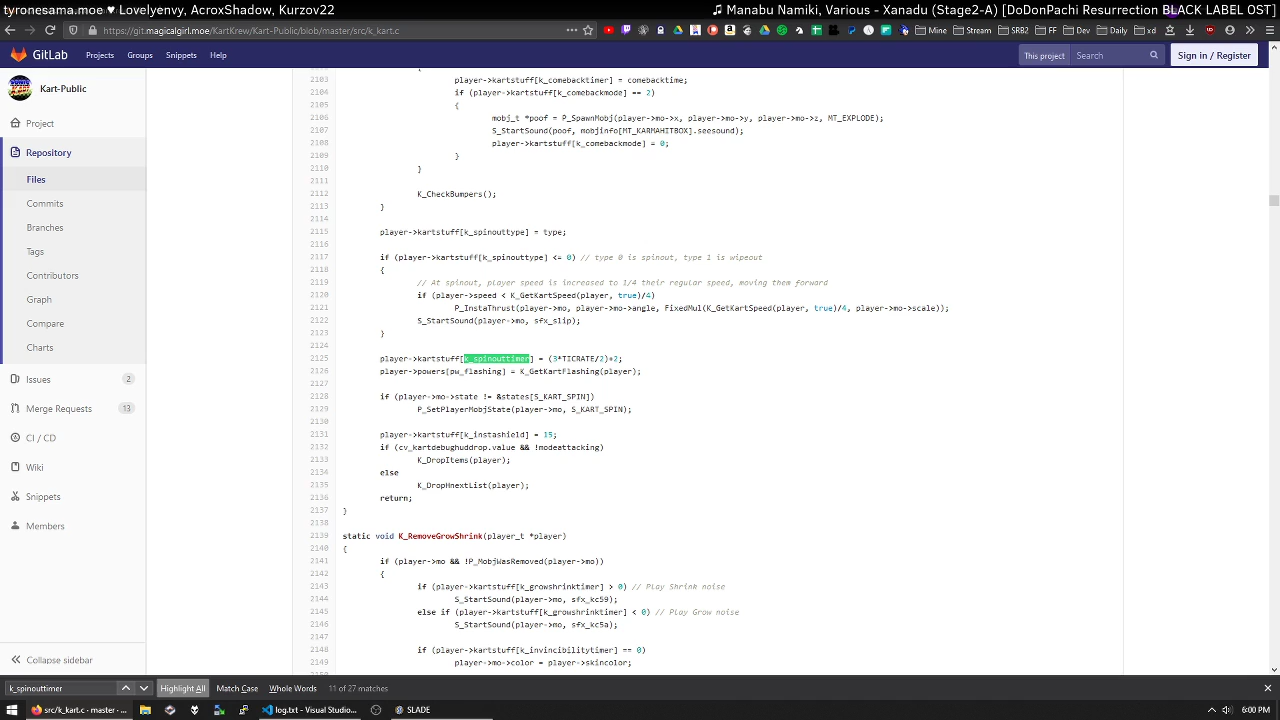 tyronesama.moe ♥ Lovelyenvy, AcroxShadow, Kurzov22
♫ Manabu Namiki, Various - Xanadu (Stage2-A) [DoDonPachi Resurrection BLACK LABEL OST]
https://git.magicalgirl.moe/KartKrew/Kart-Public/blob/master/src/k_kart.c
Mine Stream SRB2 FF Dev Daily xd
GitLab Projects Groups Snippets Help This project Search Sign in / Register
Kart-Public
Project
Repository
Files
Commits
Branches
Tags
Contributors
Graph
Compare
Charts
Issues 2
Merge Requests 13
CI / CD
Wiki
Snippets
Members
Collapse sidebar
2103 player->kartstuff[k_comebacktimer] = comebacktime;
2104 if (player->kartstuff[k_comebackmode] == 2)
2105 {
2106 mobj_t *poof = P_SpawnMobj(player->mo->x, player->mo->y, player->mo->z, MT_EXPLODE);
2107 S_StartSound(poof, mobjinfo[MT_KARMAHITBOX].seesound);
2108 player->kartstuff[k_comebackmode] = 0;
2109 }
2110 }
2111
2112 K_CheckBumpers();
2113 }
2114
2115 player->kartstuff[k_spinouttype] = type;
2116
2117 if (player->kartstuff[k_spinouttype] <= 0) // type 0 is spinout, type 1 is wipeout
2118 {
2119 // At spinout, player speed is increased to 1/4 their regular speed, moving them forward
2120 if (player->speed < K_GetKartSpeed(player, true)/4)
2121 P_InstaThrust(player->mo, player->mo->angle, FixedMul(K_GetKartSpeed(player, true)/4, player->mo->scale));
2122 S_StartSound(player->mo, sfx_slip);
2123 }
2124
2125 player->kartstuff[k_spinouttimer] = (3*TICRATE/2)+2;
2126 player->powers[pw_flashing] = K_GetKartFlashing(player);
2127
2128 if (player->mo->state != &states[S_KART_SPIN])
2129 P_SetPlayerMobjState(player->mo, S_KART_SPIN);
2130
2131 player->kartstuff[k_instashield] = 15;
2132 if (cv_kartdebughuddrop.value && !modeattacking)
2133 K_DropItems(player);
2134 else
2135 K_DropHnextList(player);
2136 return;
2137 }
2138
2139 static void K_RemoveGrowShrink(player_t *player)
2140 {
2141 if (player->mo && !P_MobjWasRemoved(player->mo))
2142 {
2143 if (player->kartstuff[k_growshrinktimer] > 0) // Play Shrink noise
2144 S_StartSound(player->mo, sfx_kc59);
2145 else if (player->kartstuff[k_growshrinktimer] < 0) // Play Grow noise
2146 S_StartSound(player->mo, sfx_kc5a);
2147
2148 if (player->kartstuff[k_invincibilitytimer] == 0)
2149 player->mo->color = player->skincolor;
k_spinouttimer Highlight All Match Case Whole Words 11 of 27 matches
src/k_kart.c · master · ... log.txt - Visual Studio... SLADE 6:00 PM